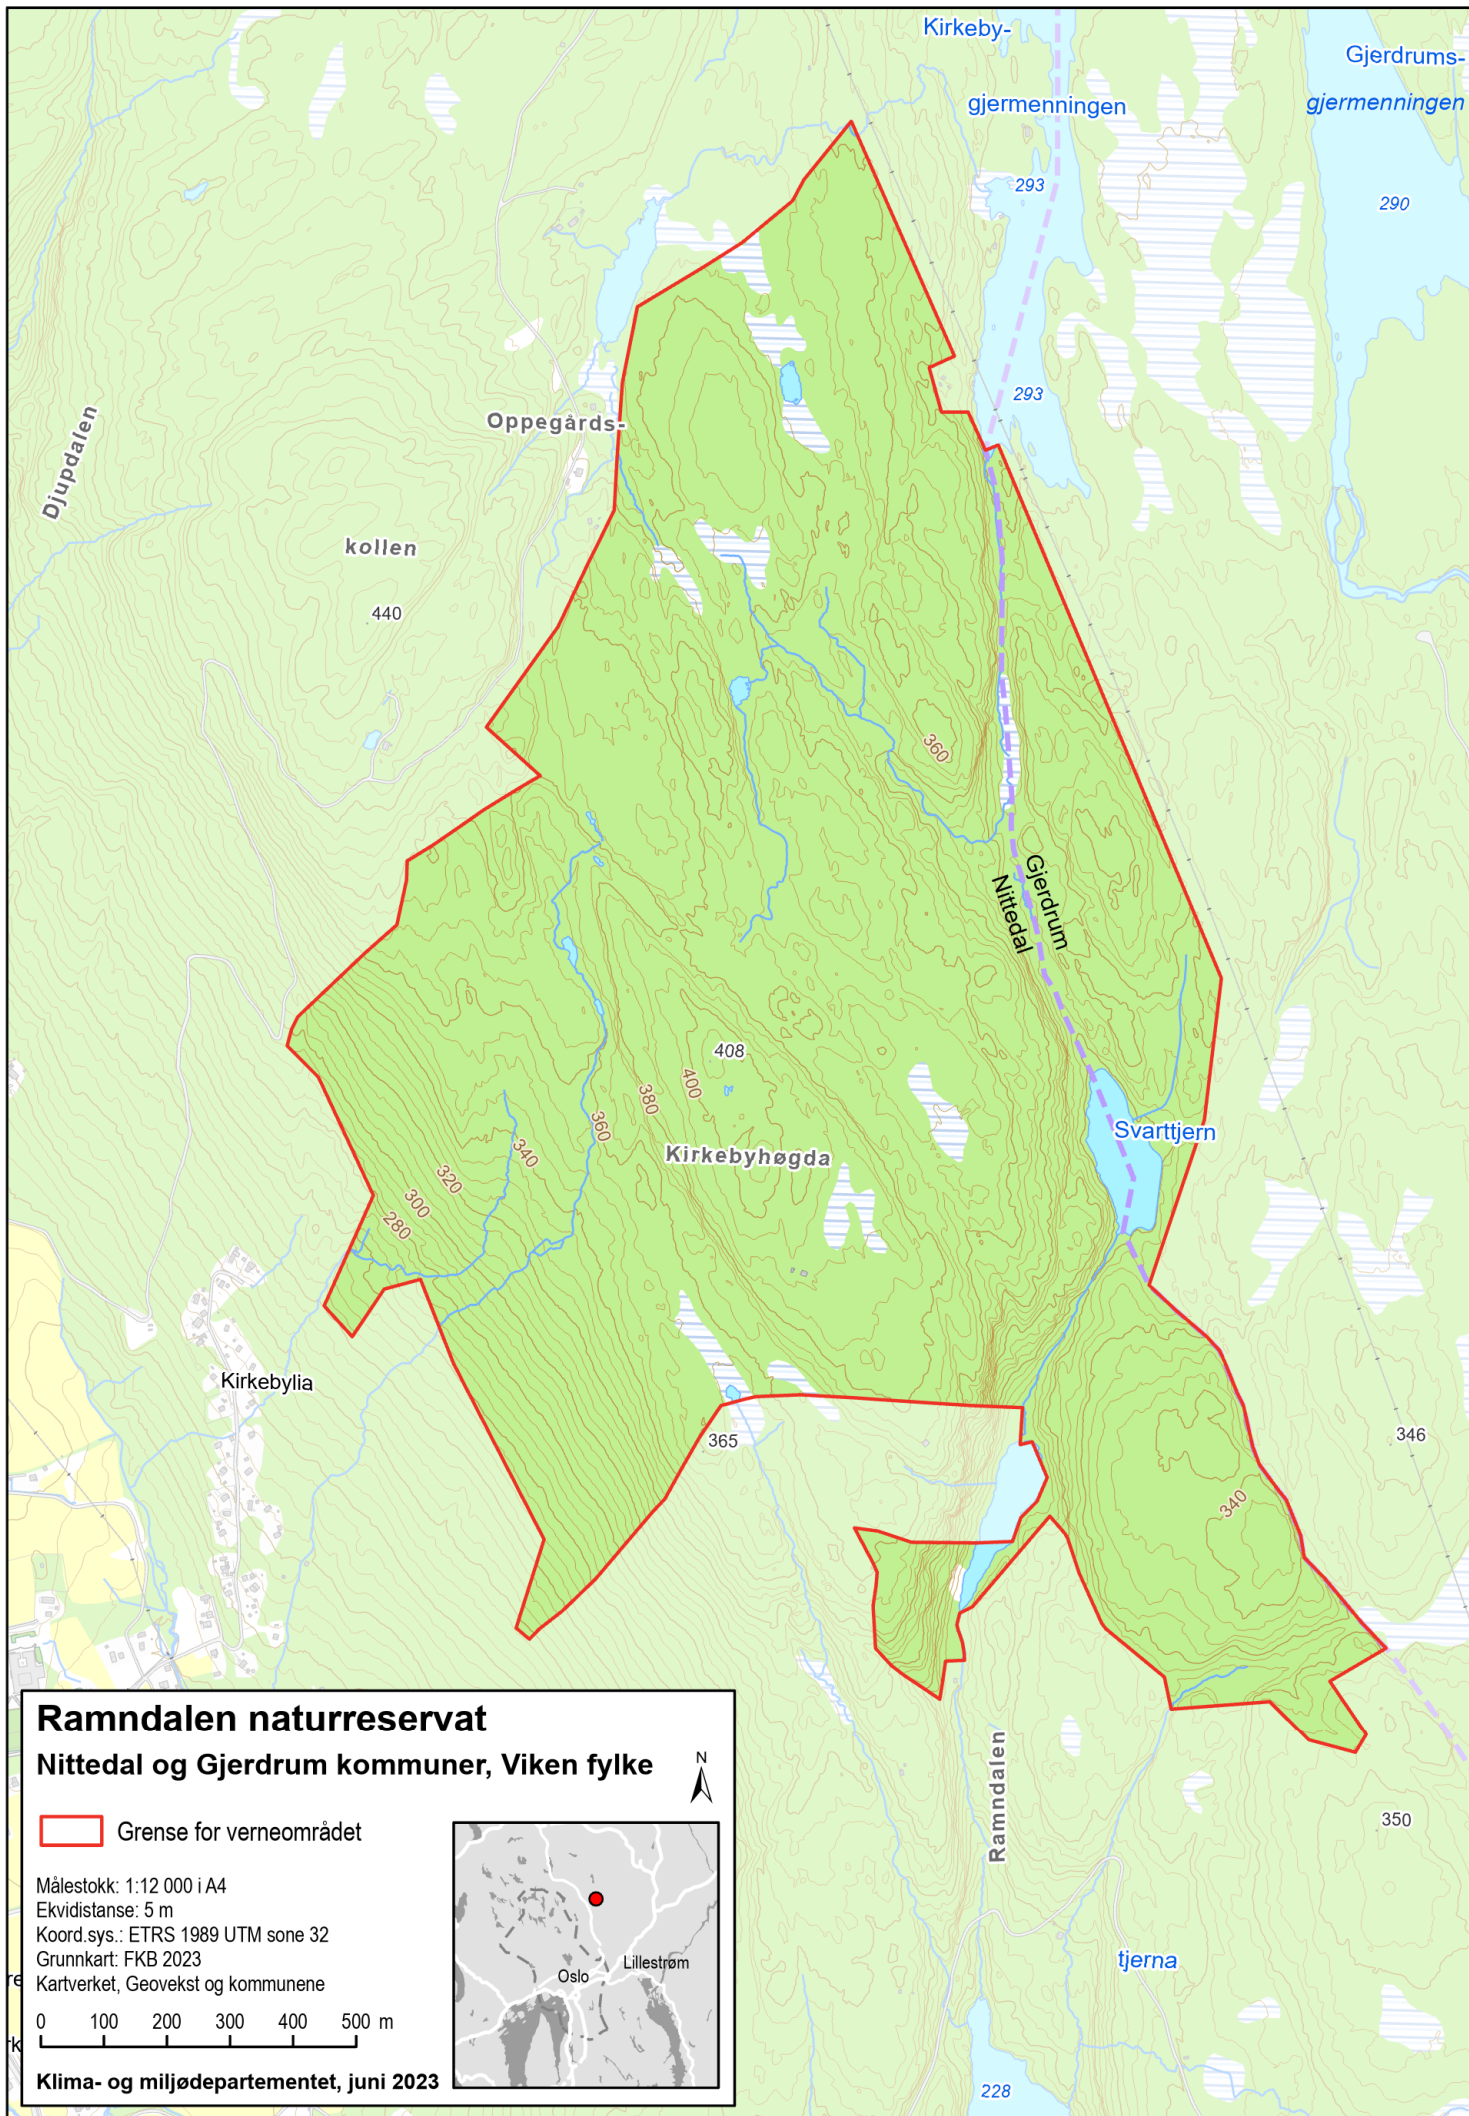 Kirkeby-
gjermenningen
Gjerdrums-
gjermenningen
293
290
293
Oppegårds-
kollen
440
Djupdalen
360
Gjerdrum
Nittedal
408
400
380
360
340
320
300
280
Kirkebyhøgda
Svarttjern
Kirkebylia
365
346
340
Ramndalen
350
tjerna
228
Ramndalen naturreservat
Nittedal og Gjerdrum kommuner, Viken fylke
N
Grense for verneområdet
Målestokk: 1:12 000 i A4
Ekvidistanse: 5 m
Koord.sys.: ETRS 1989 UTM sone 32
Grunnkart: FKB 2023
Kartverket, Geovekst og kommunene
0 100 200 300 400 500 m
Klima- og miljødepartementet, juni 2023
Oslo
Lillestrøm